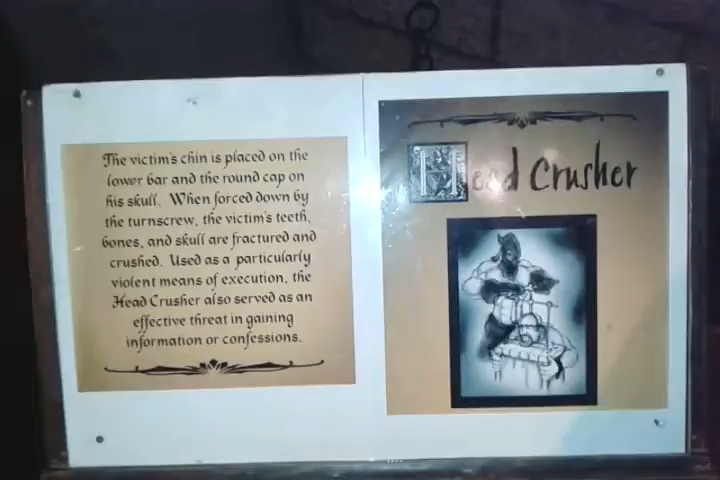 The victim's chin is placed on the
lower bar and the round cap on
his skull. When forced down by
the turnscrew, the victim's teeth,
bones, and skull are fractured and
crushed. Used as a particularly
violent means of execution, the
Head Crusher also served as an
effective threat in gaining
information or confessions.
Head Crusher